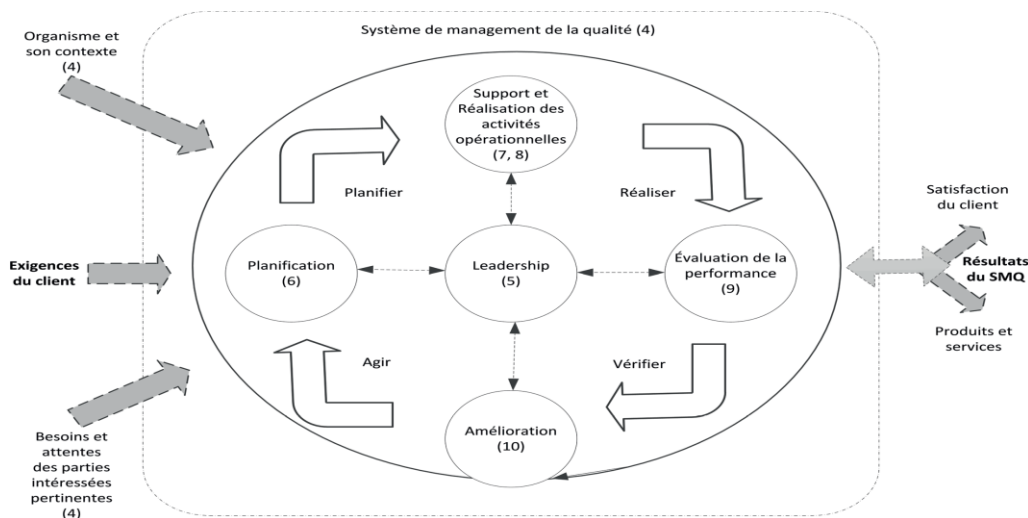 Système de management de la qualité (4)
Organisme et
son contexte
(4)
Support et
Réalisation des
activités
opérationnelles
(7, 8)
Planifier
Réaliser
Satisfaction
du client
Exigences
du client
Planification
(6)
Leadership
(5)
Évaluation de la
performance
(9)
Résultats
du SMQ
Produits et
services
Agir
Vérifier
Amélioration
(10)
Besoins et
attentes
des parties
intéressées
pertinentes
(4)